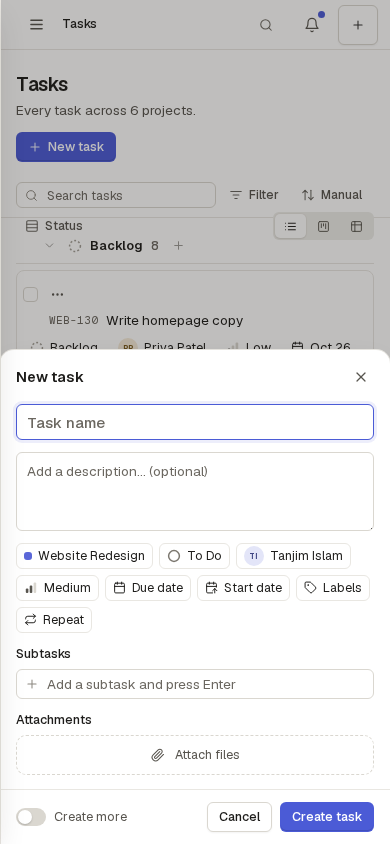 Tasks
Tasks
Every task across 6 projects.
New task
Search tasks
Filter
Manual
Status
Backlog 8
WEB-130 Write homepage copy
Backlog
PP
Priya Patel
Low
Oct 26
New task
Task name
Add a description... (optional)
Website Redesign
To Do
TI
Tanjim Islam
Medium
Due date
Start date
Labels
Repeat
Subtasks
Add a subtask and press Enter
Attachments
Attach files
Create more
Cancel
Create task